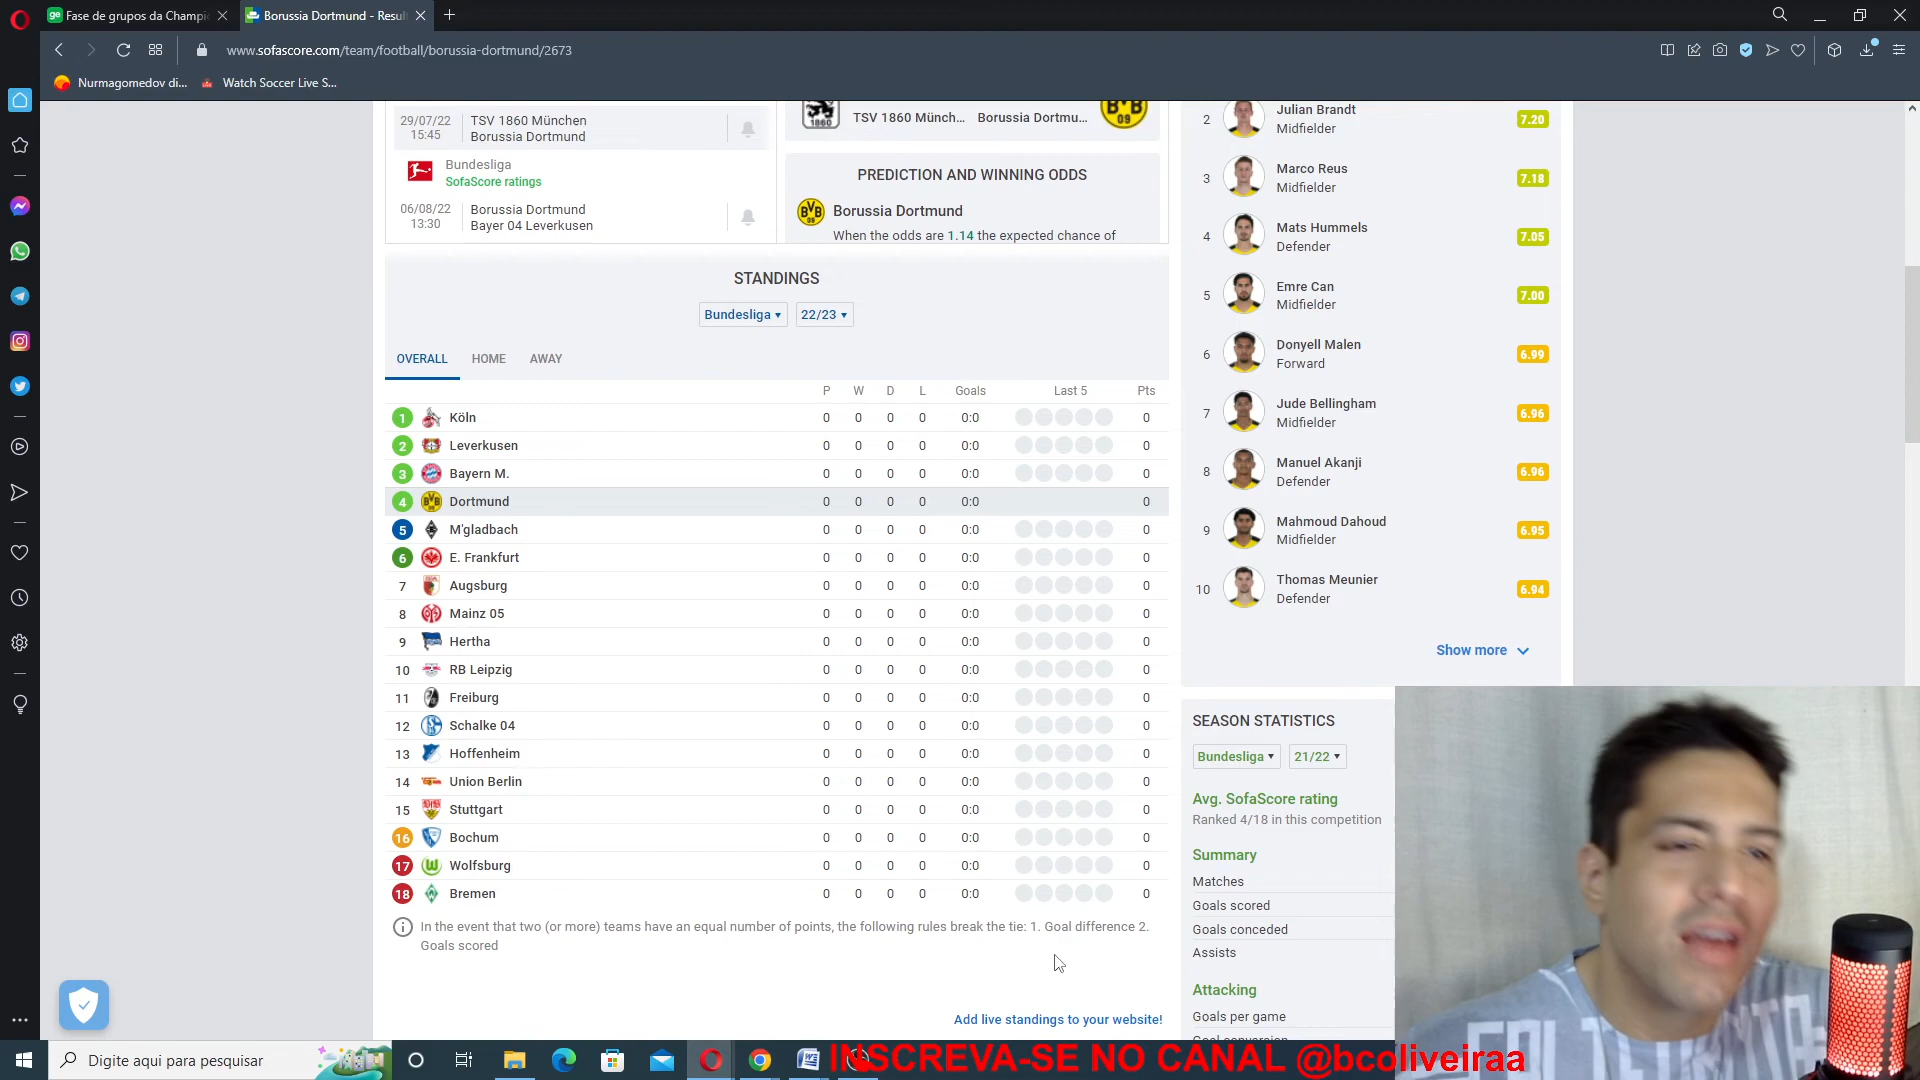 Fase de grupos da Champi
Borussia Dortmund - Resul
www.sofascore.com/team/football/borussia-dortmund/2673
Nurmagomedov di...
Watch Soccer Live S...
29/07/22
15:45
TSV 1860 München
Borussia Dortmund
Bundesliga
SofaScore ratings
06/08/22
13:30
Borussia Dortmund
Bayer 04 Leverkusen
TSV 1860 Münch...
Borussia Dortmu...
PREDICTION AND WINNING ODDS
Borussia Dortmund
When the odds are 1.14 the expected chance of
STANDINGS
Bundesliga 22/23
OVERALL HOME AWAY
P W D L Goals Last 5 Pts
1 Köln 0 0 0 0 0:0 0
2 Leverkusen 0 0 0 0 0:0 0
3 Bayern M. 0 0 0 0 0:0 0
4 Dortmund 0 0 0 0 0:0 0
5 M'gladbach 0 0 0 0 0:0 0
6 E. Frankfurt 0 0 0 0 0:0 0
7 Augsburg 0 0 0 0 0:0 0
8 Mainz 05 0 0 0 0 0:0 0
9 Hertha 0 0 0 0 0:0 0
10 RB Leipzig 0 0 0 0 0:0 0
11 Freiburg 0 0 0 0 0:0 0
12 Schalke 04 0 0 0 0 0:0 0
13 Hoffenheim 0 0 0 0 0:0 0
14 Union Berlin 0 0 0 0 0:0 0
15 Stuttgart 0 0 0 0 0:0 0
16 Bochum 0 0 0 0 0:0 0
17 Wolfsburg 0 0 0 0 0:0 0
18 Bremen 0 0 0 0 0:0 0
In the event that two (or more) teams have an equal number of points, the following rules break the tie: 1. Goal difference 2.
Goals scored
Add live standings to your website!
2 Julian Brandt 7.20
Midfielder
3 Marco Reus 7.18
Midfielder
4 Mats Hummels 7.05
Defender
5 Emre Can 7.00
Midfielder
6 Donyell Malen 6.99
Forward
7 Jude Bellingham 6.96
Midfielder
8 Manuel Akanji 6.96
Defender
9 Mahmoud Dahoud 6.95
Midfielder
10 Thomas Meunier 6.94
Defender
Show more
SEASON STATISTICS
Bundesliga 21/22
Avg. SofaScore rating
Ranked 4/18 in this competition
Summary
Matches
Goals scored
Goals conceded
Assists
Attacking
Goals per game
Digite aqui para pesquisar
INSCREVA-SE NO CANAL @bcoliveiraa